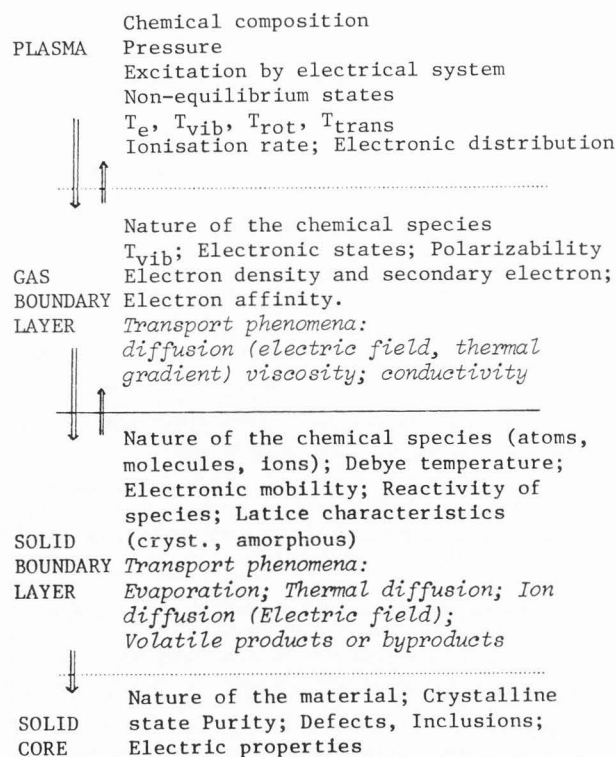 Chemical composition
PLASMA Pressure
Excitation by electrical system
Non-equilibrium states
Te, Tvib, Trot, Ttrans
Ionisation rate; Electronic distribution
Nature of the chemical species
Tvib; Electronic states; Polarizability
GAS Electron density and secondary electron;
BOUNDARY Electron affinity.
LAYER Transport phenomena:
diffusion (electric field, thermal
gradient) viscosity; conductivity
Nature of the chemical species (atoms,
molecules, ions); Debye temperature;
Electronic mobility; Reactivity of
species; Latice characteristics
SOLID (cryst., amorphous)
BOUNDARY Transport phenomena:
LAYER Evaporation; Thermal diffusion; Ion
diffusion (Electric field);
Volatile products or byproducts
Nature of the material; Crystalline
SOLID state Purity; Defects, Inclusions;
CORE Electric properties